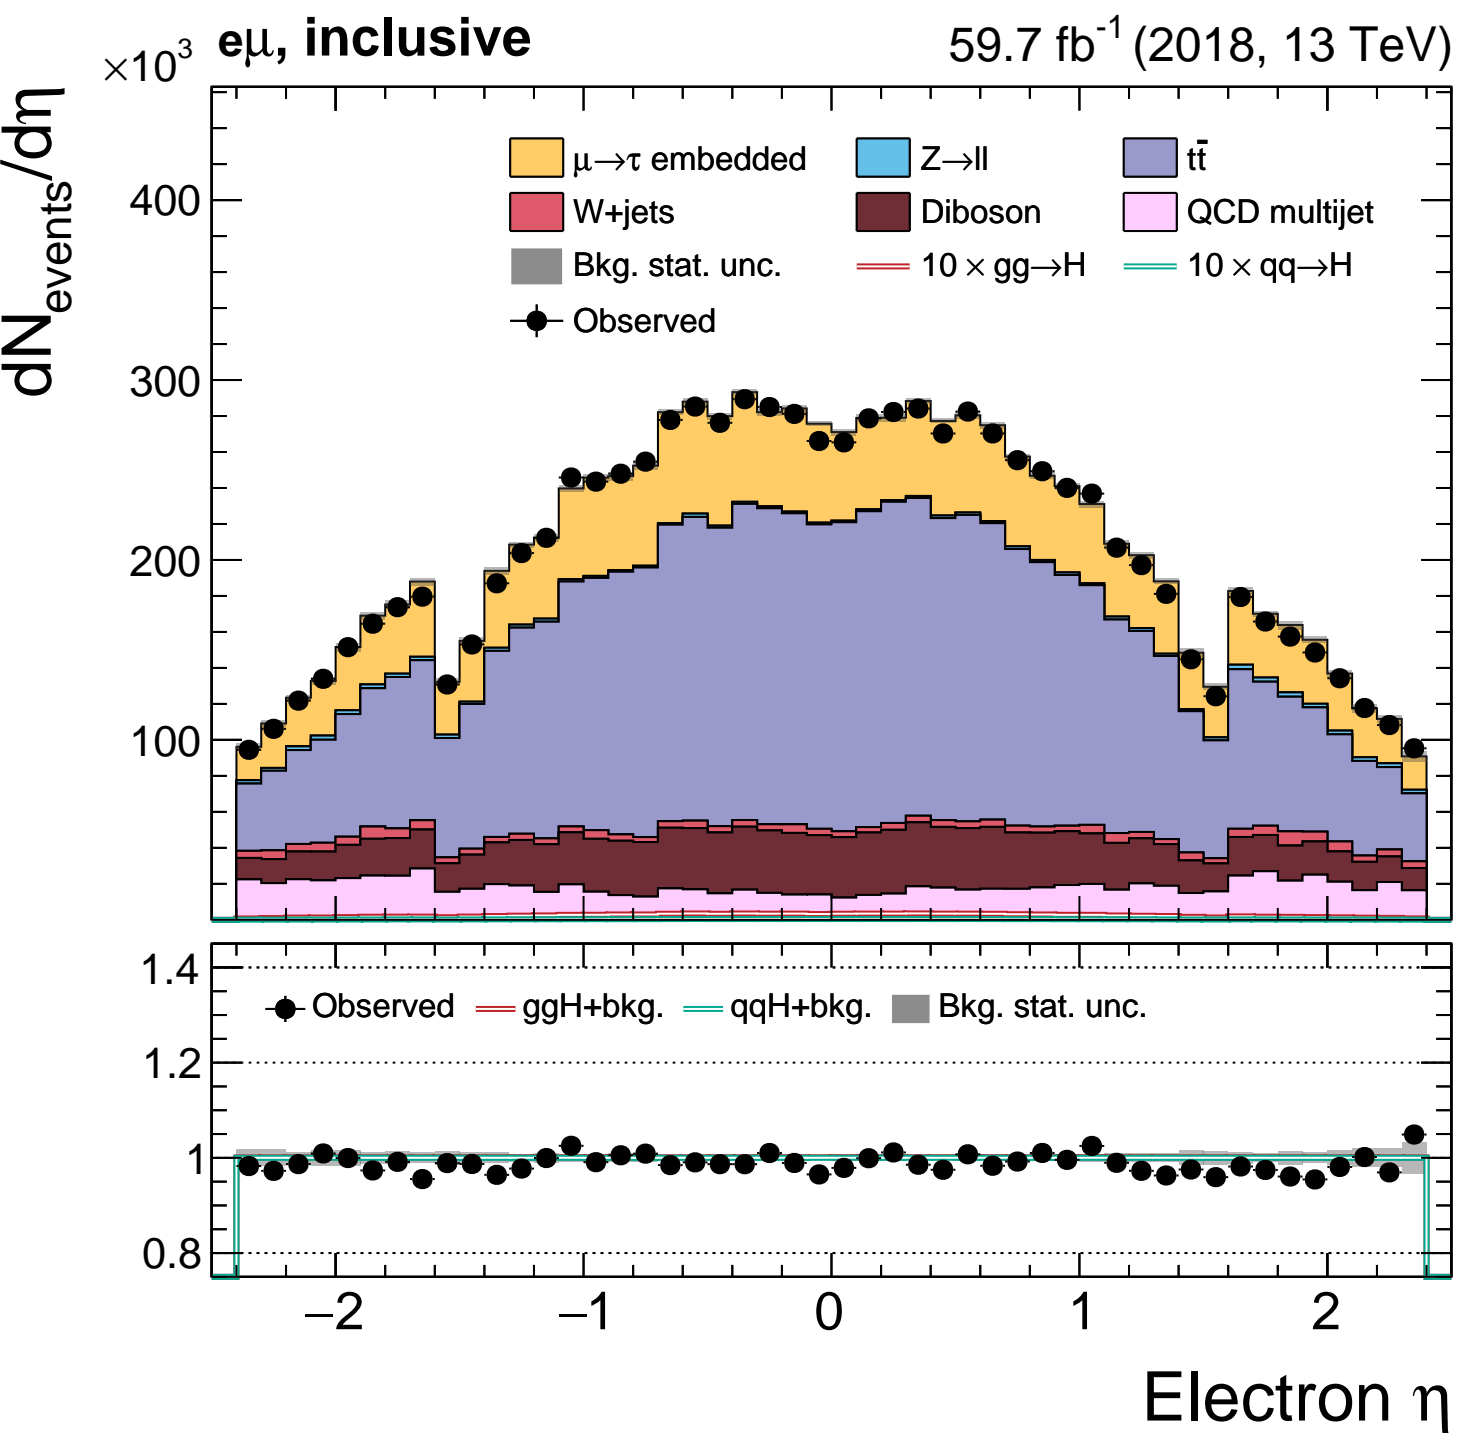 ×10³ eμ, inclusive 59.7 fb⁻¹ (2018, 13 TeV)
dN_events/dη
μ→τ embedded Z→ll tt̄
W+jets Diboson QCD multijet
Bkg. stat. unc. 10 × gg→H 10 × qq→H
Observed
400
300
200
100
1.4
Observed ggH+bkg. qqH+bkg. Bkg. stat. unc.
1.2
1
0.8
−2 −1 0 1 2
Electron η